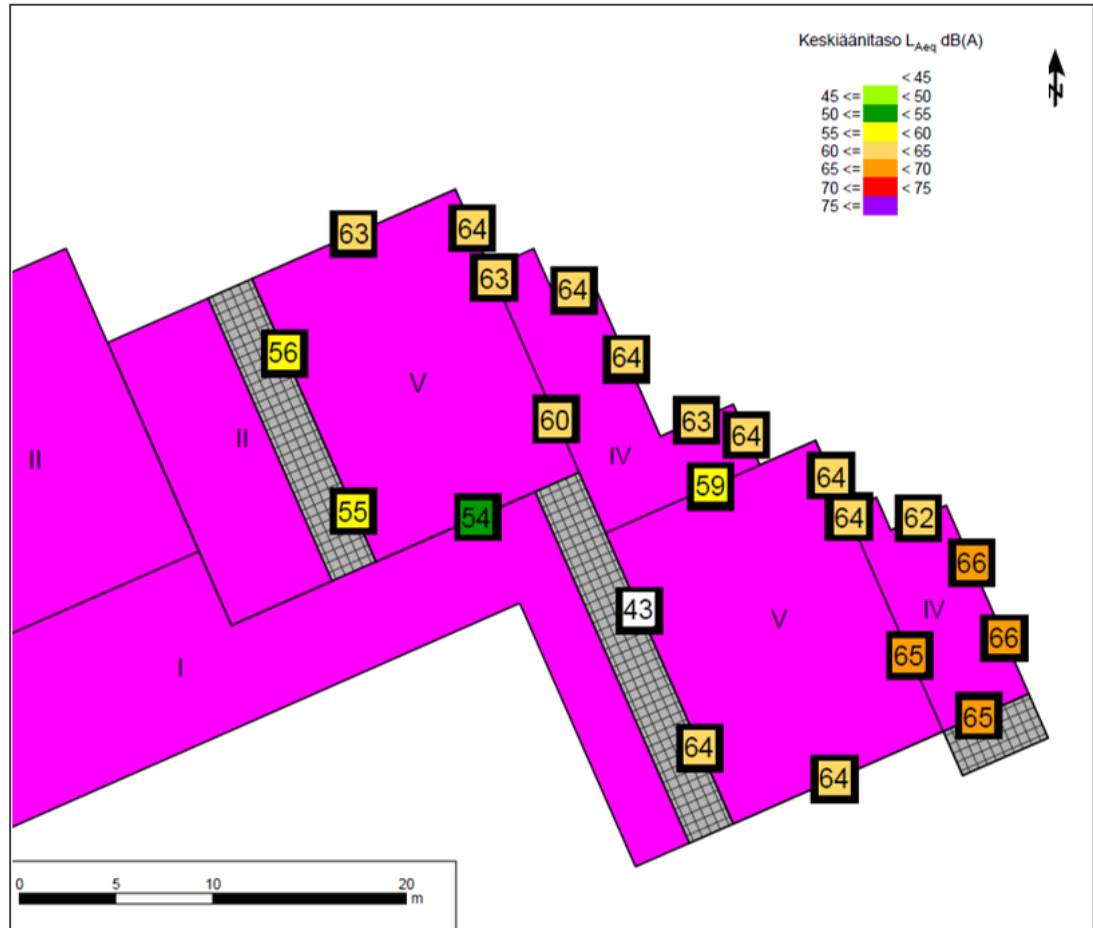 Keskiäänitaso L_Aeq dB(A)
< 45
45 <= < 50
50 <= < 55
55 <= < 60
60 <= < 65
65 <= < 70
70 <= < 75
75 <=
N
63
64
63
64
56
64
V
60
63
64
II
IV
II
59
64
55
54
64
62
66
43
V
IV
66
65
I
65
64
64
0 5 10 20
m